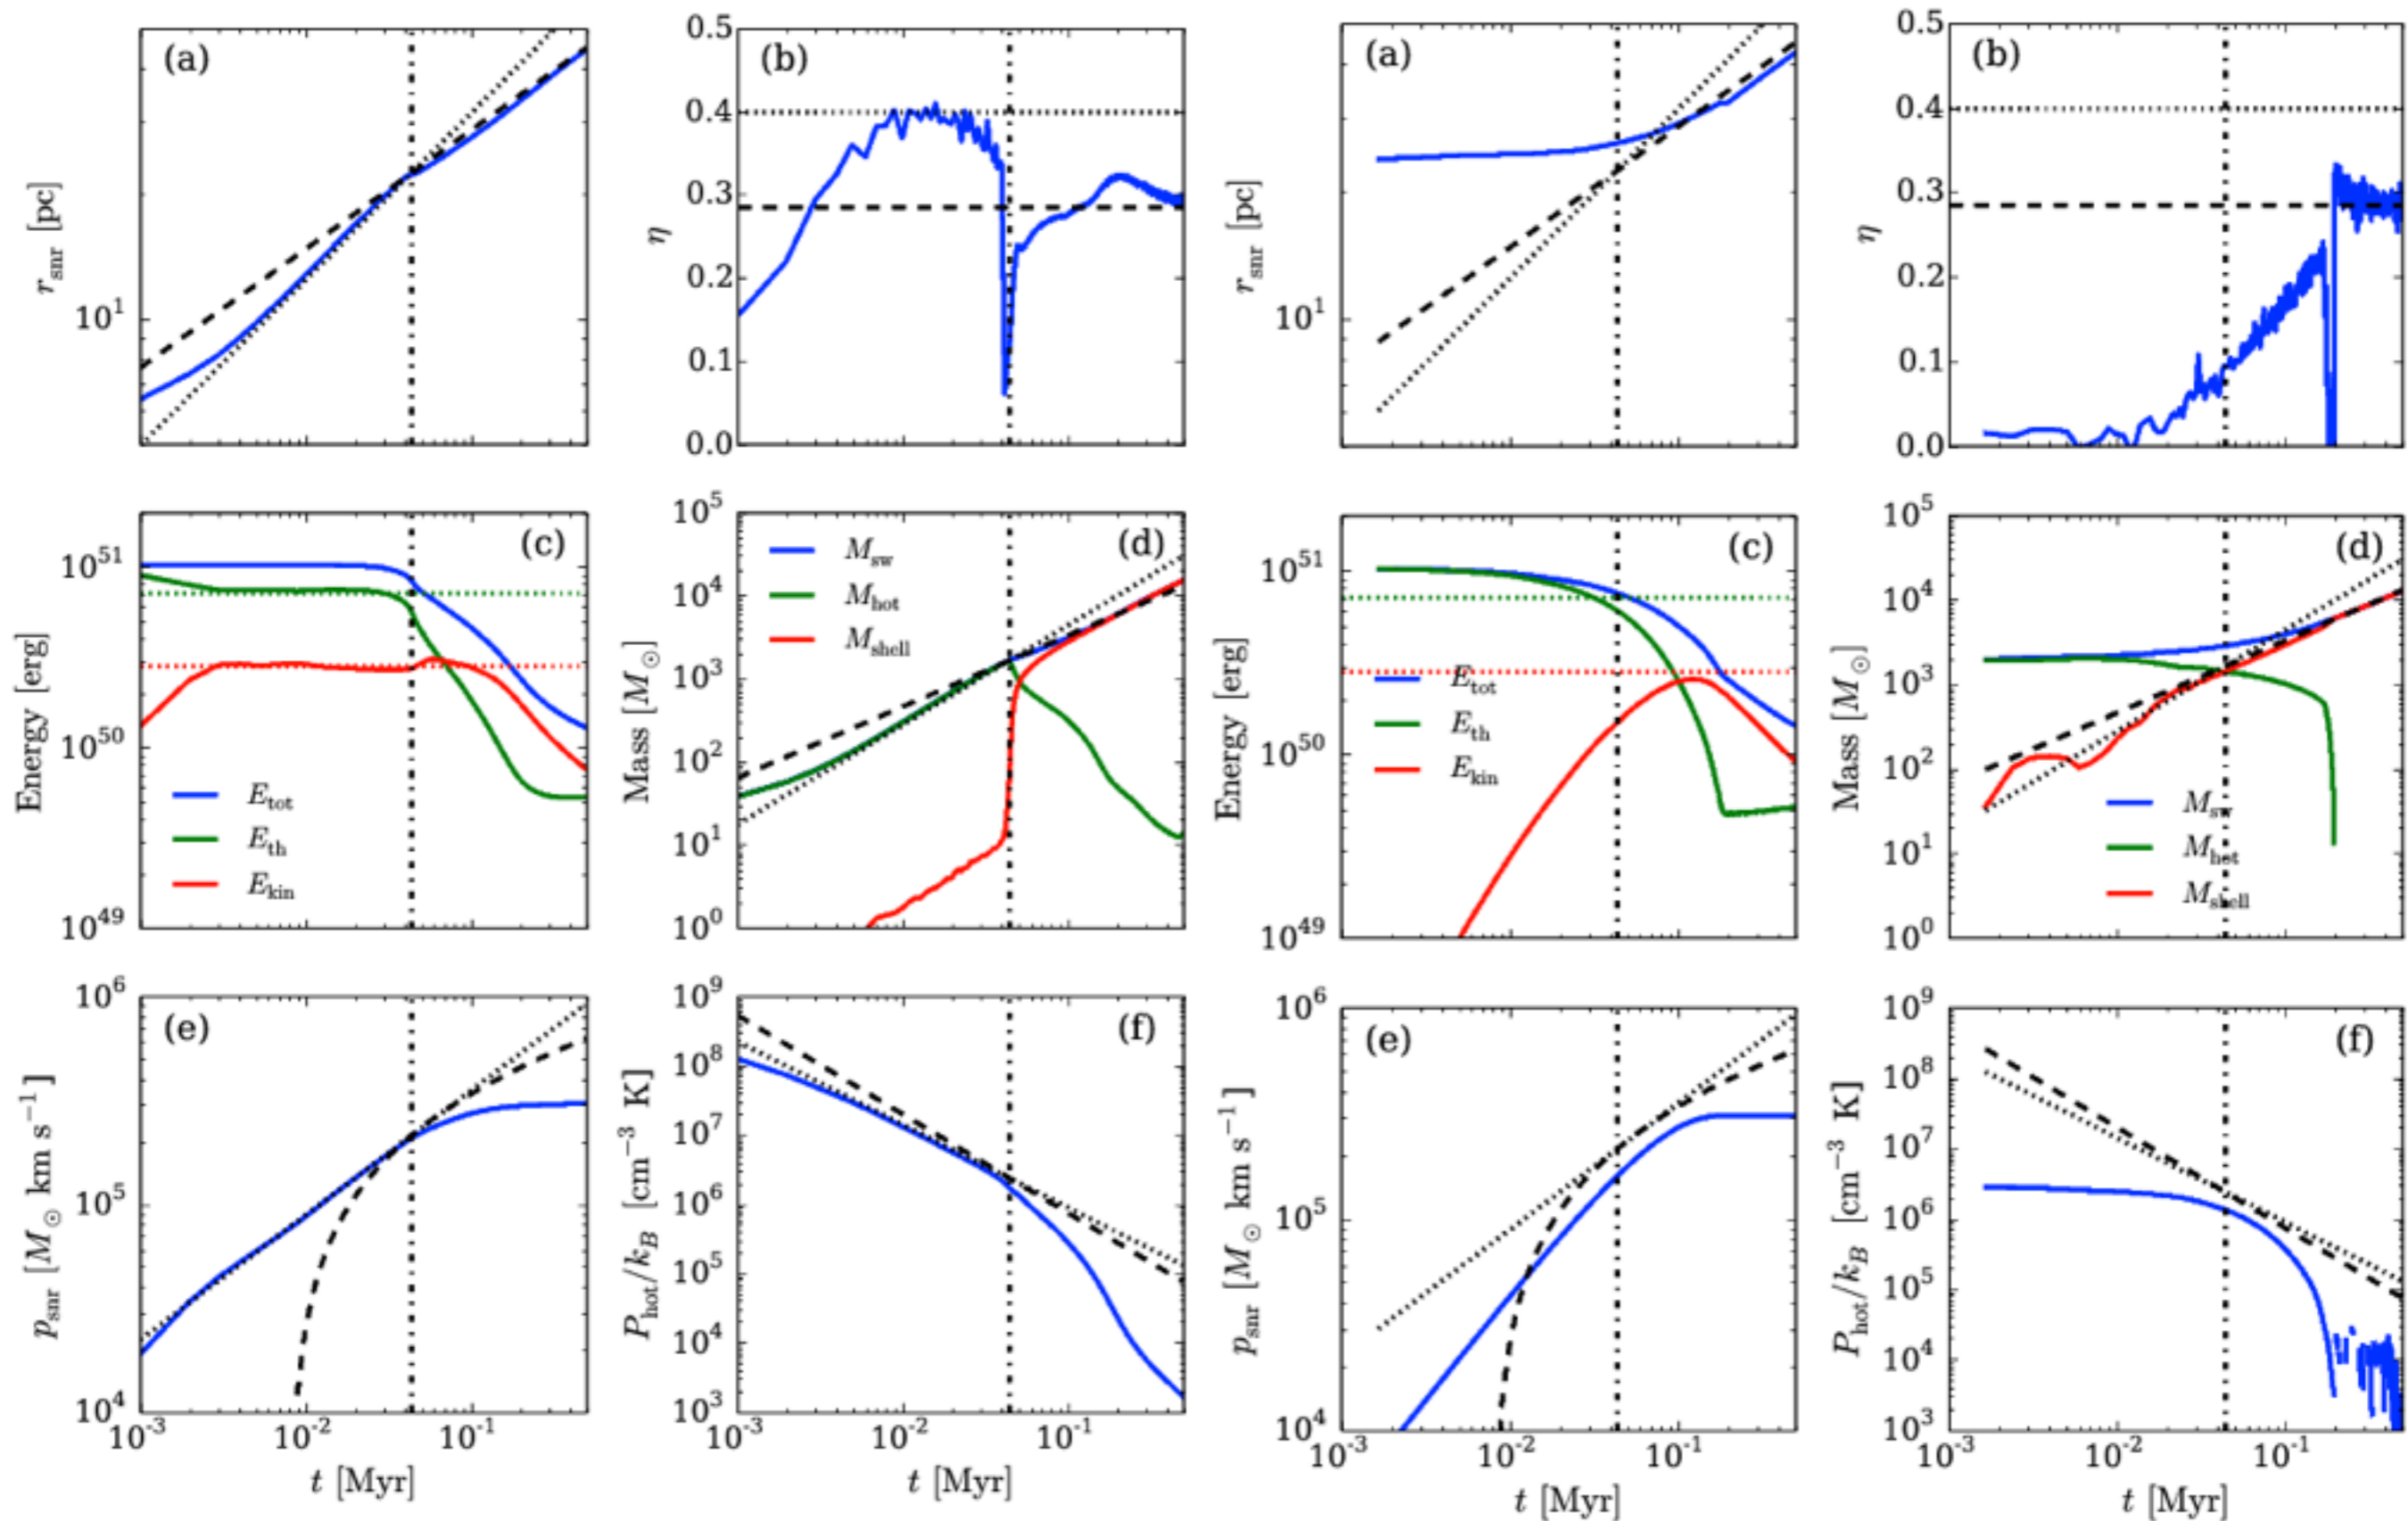 (a)
r_snr [pc]
10^1
(b)
η
0.5
0.4
0.3
0.2
0.1
0.0
(a)
r_snr [pc]
10^1
(b)
η
0.5
0.4
0.3
0.2
0.1
0.0
(c)
Energy [erg]
10^51
10^50
10^49
E_tot
E_th
E_kin
(d)
Mass [M_⊙]
10^5
10^4
10^3
10^2
10^1
10^0
M_sw
M_hot
M_shell
(c)
Energy [erg]
10^51
10^50
10^49
E_tot
E_th
E_kin
(d)
Mass [M_⊙]
10^5
10^4
10^3
10^2
10^1
10^0
M_sw
M_hot
M_shell
(e)
p_snr [M_⊙ km s^−1]
10^6
10^5
10^4
10^-3 10^-2 10^-1
t [Myr]
(f)
P_hot/k_B [cm^−3 K]
10^9
10^8
10^7
10^6
10^5
10^4
10^3
10^-3 10^-2 10^-1
t [Myr]
(e)
p_snr [M_⊙ km s^−1]
10^6
10^5
10^4
10^-3 10^-2 10^-1
t [Myr]
(f)
P_hot/k_B [cm^−3 K]
10^9
10^8
10^7
10^6
10^5
10^4
10^3
10^-3 10^-2 10^-1
t [Myr]